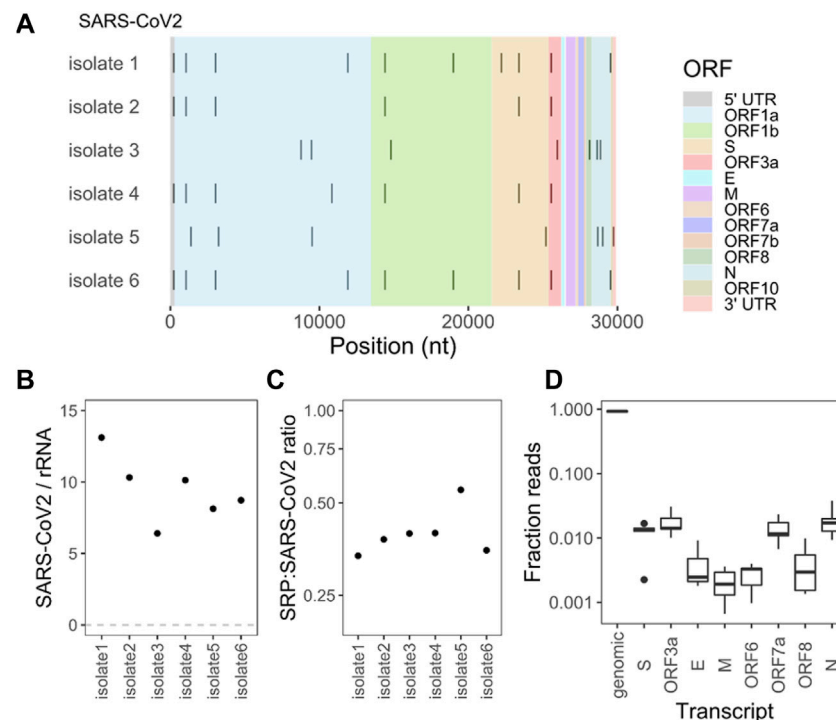 A
SARS-CoV2
isolate 1
isolate 2
isolate 3
isolate 4
isolate 5
isolate 6
0
10000
20000
30000
Position (nt)
ORF
5' UTR
ORF1a
ORF1b
S
ORF3a
E
M
ORF6
ORF7a
ORF7b
ORF8
N
ORF10
3' UTR
B
SARS-CoV2 / rRNA
15
10
5
0
isolate1
isolate2
isolate3
isolate4
isolate5
isolate6
C
SRP:SARS-CoV2 ratio
1.00
0.75
0.50
0.25
isolate1
isolate2
isolate3
isolate4
isolate5
isolate6
D
Fraction reads
1.000
0.100
0.010
0.001
genomic
S
ORF3a
E
M
ORF6
ORF7a
ORF8
N
Transcript